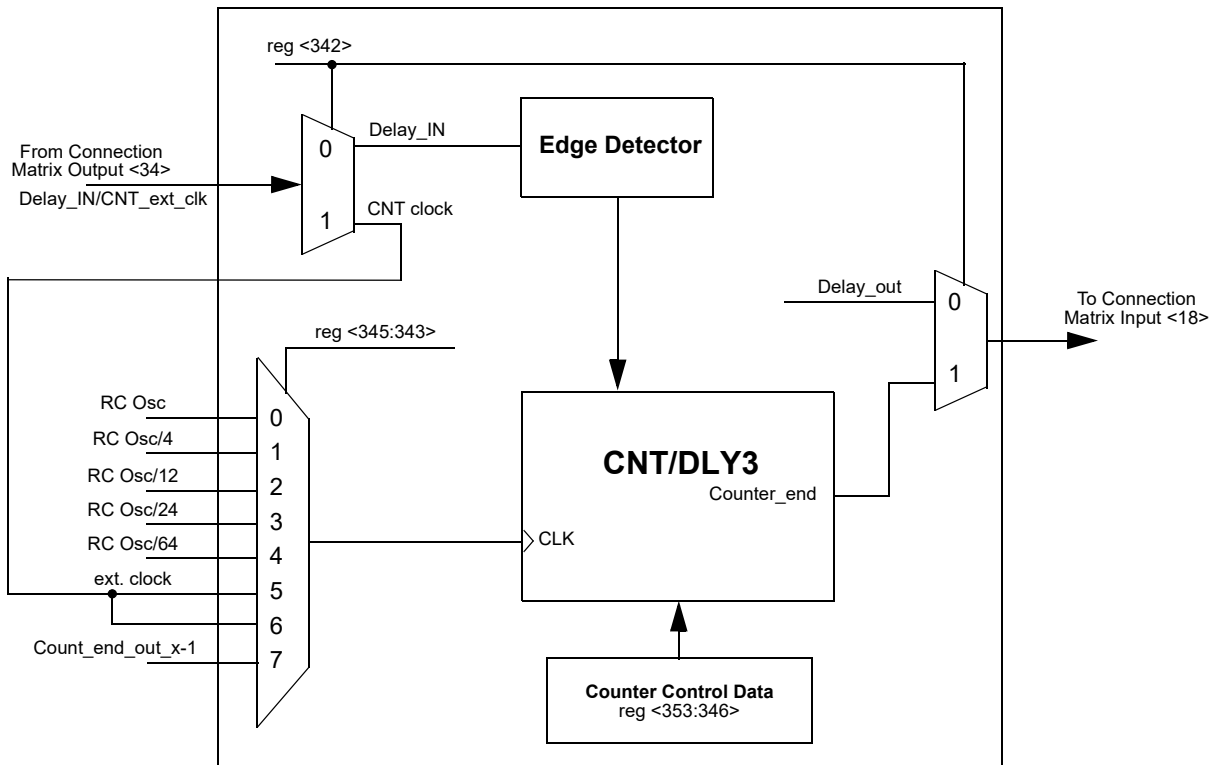 reg <342>
From Connection
Matrix Output <34>
Delay_IN/CNT_ext_clk
0
1
Delay_IN
CNT clock
Edge Detector
Delay_out
0
1
To Connection
Matrix Input <18>
reg <345:343>
RC Osc
RC Osc/4
RC Osc/12
RC Osc/24
RC Osc/64
ext. clock
Count_end_out_x-1
0
1
2
3
4
5
6
7
CNT/DLY3
Counter_end
CLK
Counter Control Data
reg <353:346>